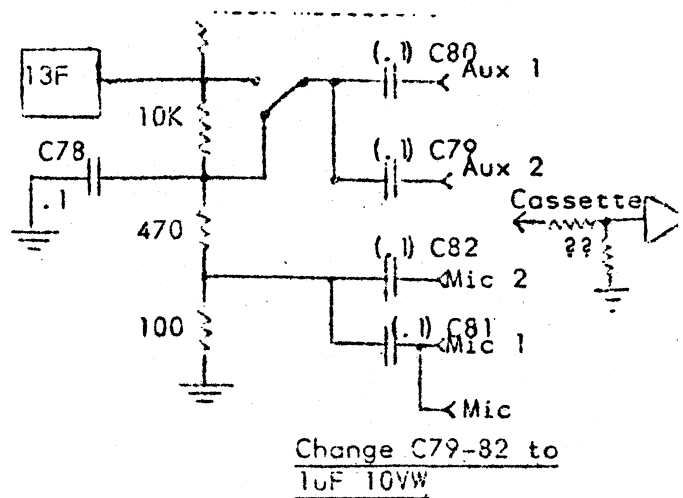 (.1) C80
13F
Aux 1
10K
C78
(.1) C79
.1
Aux 2
Cassette
470
??
(.1) C82
Mic 2
100
(.1) C81
Mic 1
Mic
Change C79-82 to
1uF 10VW